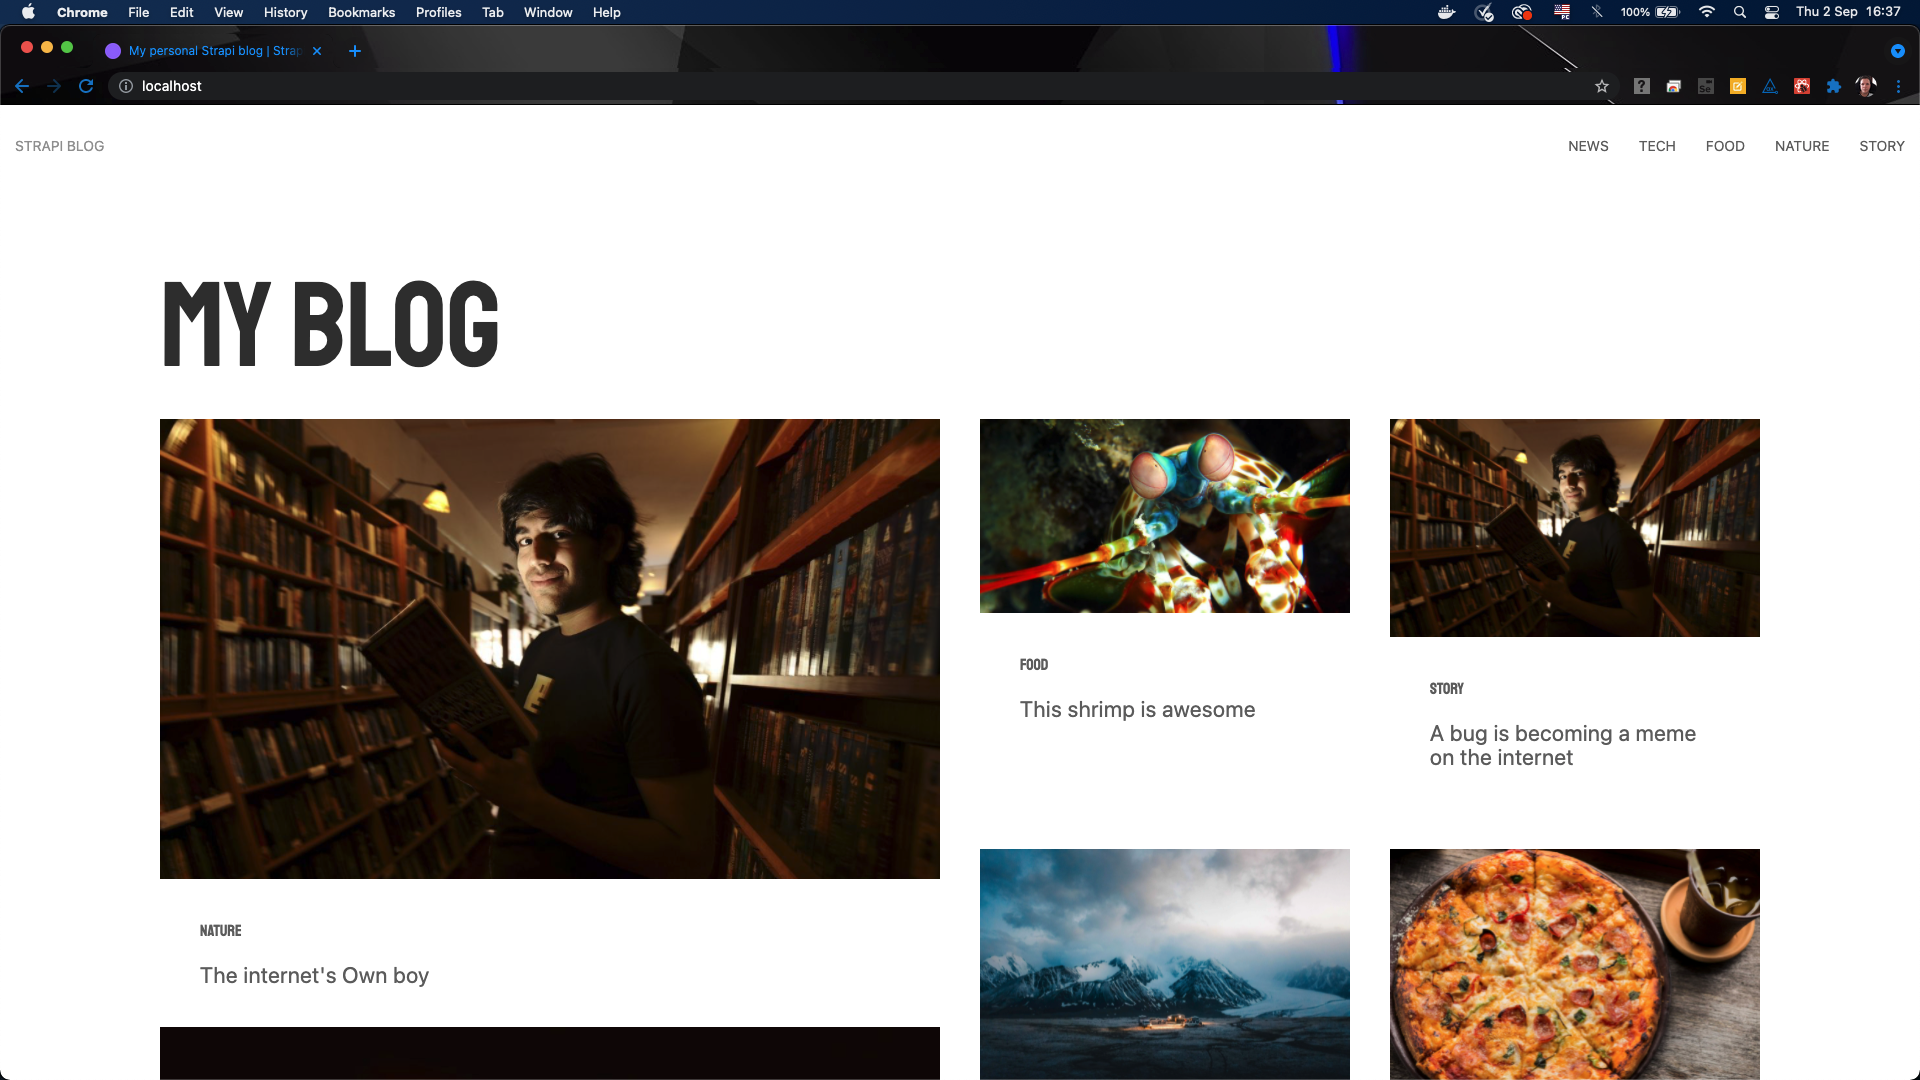 Chrome File Edit View History Bookmarks Profiles Tab Window Help 100% Thu 2 Sep 16:37
My personal Strapi blog | Strap
localhost
STRAPI BLOG NEWS TECH FOOD NATURE STORY
MY BLOG
NATURE
The internet's Own boy
FOOD
This shrimp is awesome
STORY
A bug is becoming a meme
on the internet